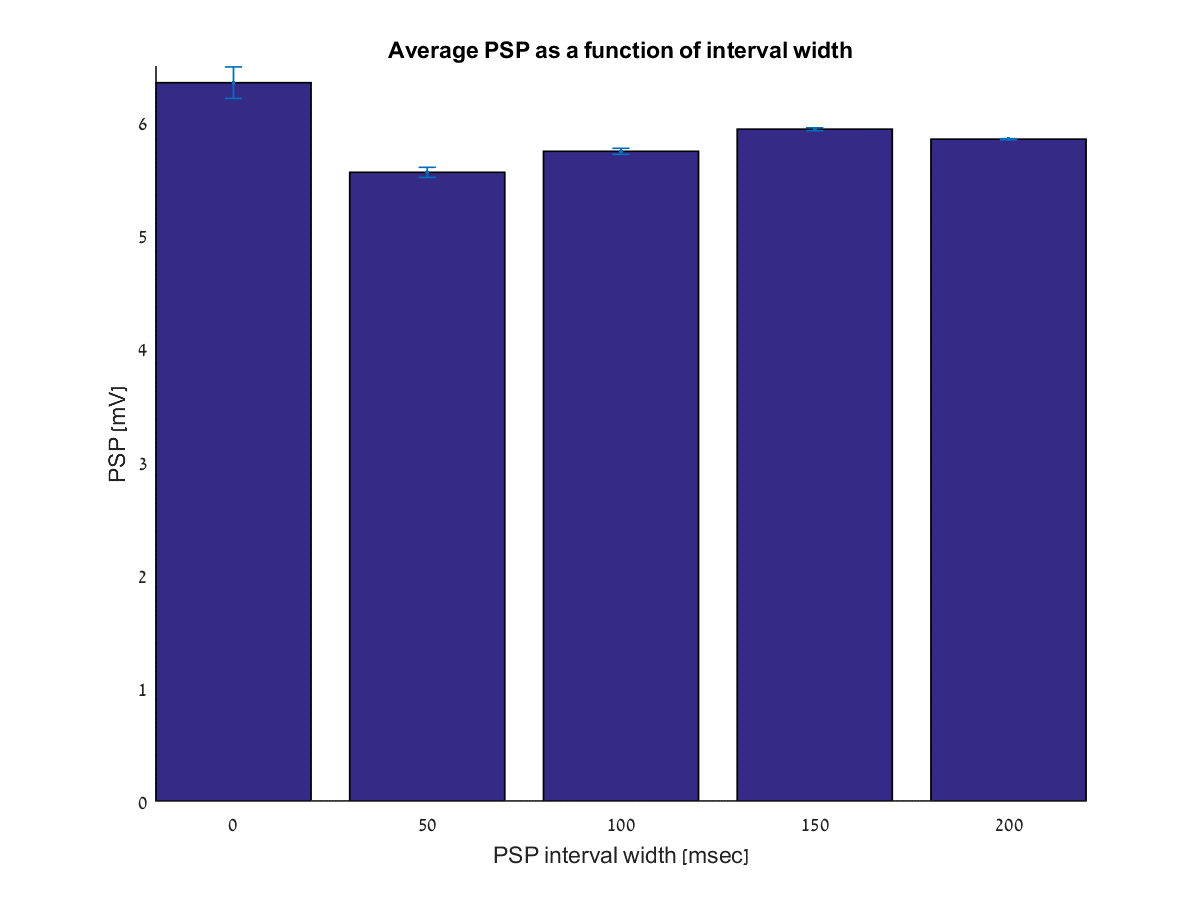 Average PSP as a function of interval width
6
5
4
3
2
1
0
PSP [mV]
0 50 100 150 200
PSP interval width [msec]